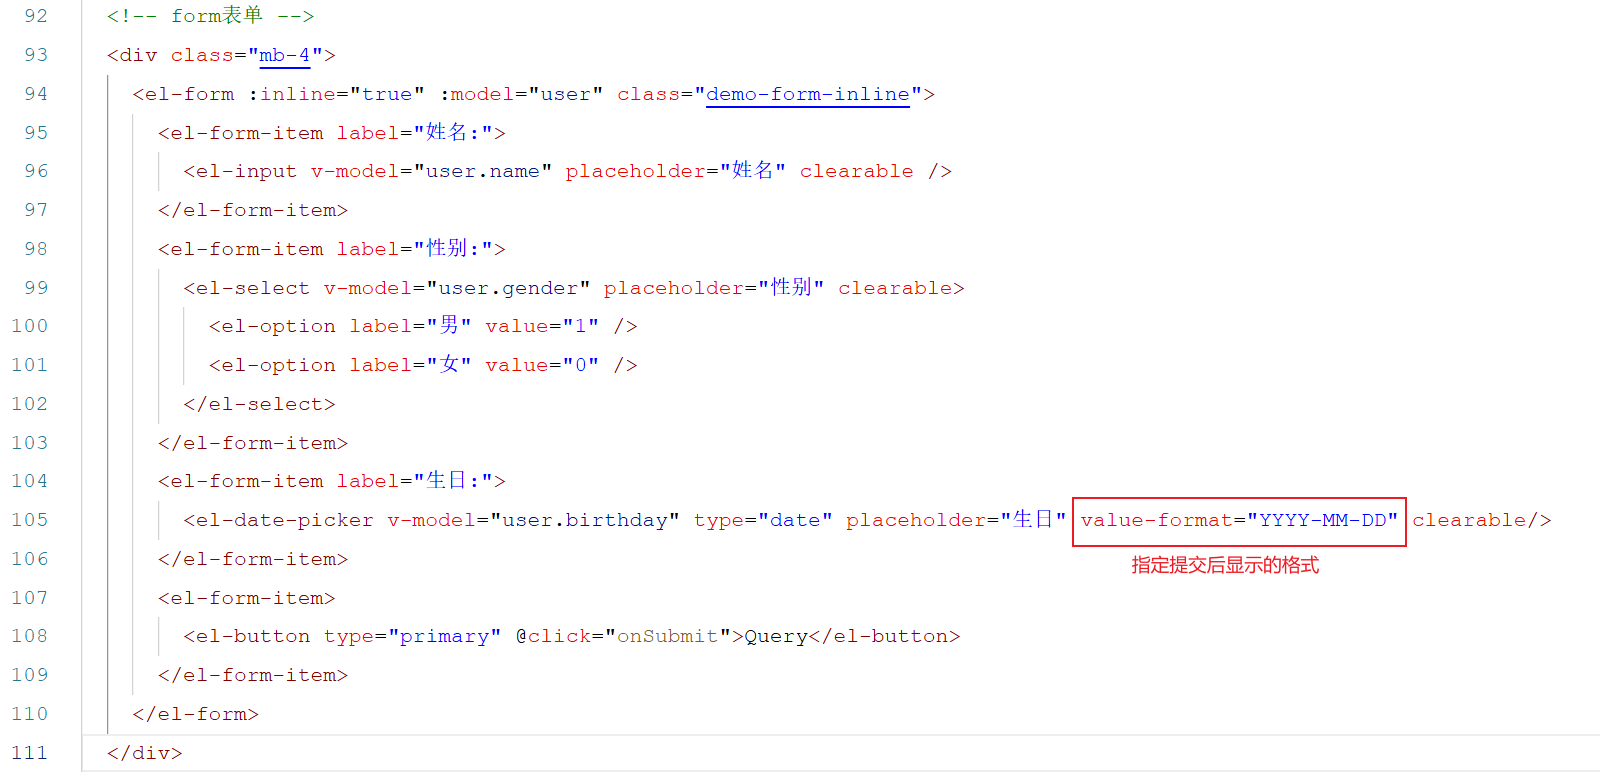 92 <!-- form表单 -->
93 <div class="mb-4">
94 <el-form :inline="true" :model="user" class="demo-form-inline">
95 <el-form-item label="姓名:">
96 <el-input v-model="user.name" placeholder="姓名" clearable />
97 </el-form-item>
98 <el-form-item label="性别:">
99 <el-select v-model="user.gender" placeholder="性别" clearable>
100 <el-option label="男" value="1" />
101 <el-option label="女" value="0" />
102 </el-select>
103 </el-form-item>
104 <el-form-item label="生日:">
105 <el-date-picker v-model="user.birthday" type="date" placeholder="生日" value-format="YYYY-MM-DD" clearable/>
指定提交后显示的格式
106 </el-form-item>
107 <el-form-item>
108 <el-button type="primary" @click="onSubmit">Query</el-button>
109 </el-form-item>
110 </el-form>
111 </div>